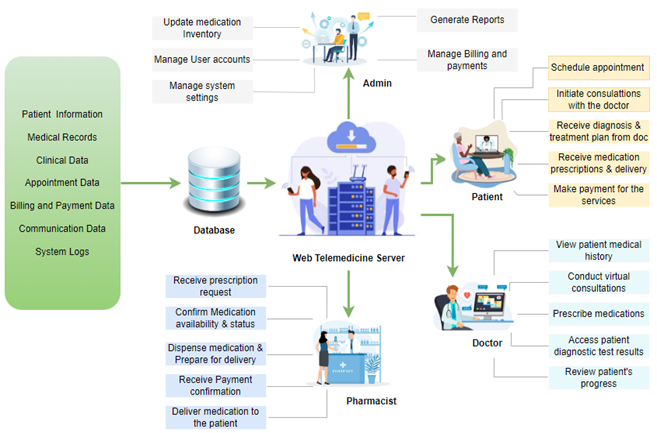 Update medication
Inventory
Manage User accounts
Manage system
settings
Generate Reports
Manage Billing and
payments
Admin
Patient Information
Medical Records
Clinical Data
Appointment Data
Billing and Payment Data
Communication Data
System Logs
Database
Web Telemedicine Server
Schedule appointment
Initiate consulattions
with the doctor
Receive diagnosis &
treatment plan from doc
Receive medication
prescriptions & delivery
Make payment for the
services
Patient
View patient medical
history
Conduct virtual
consultations
Prescribe medications
Access patient
diagnostic test results
Review patient's
progress
Doctor
Receive prescription
request
Confirm Medication
availability & status
Dispense medication &
Prepare for delivery
Receive Payment
confirmation
Deliver medication to
the patient
Pharmacist